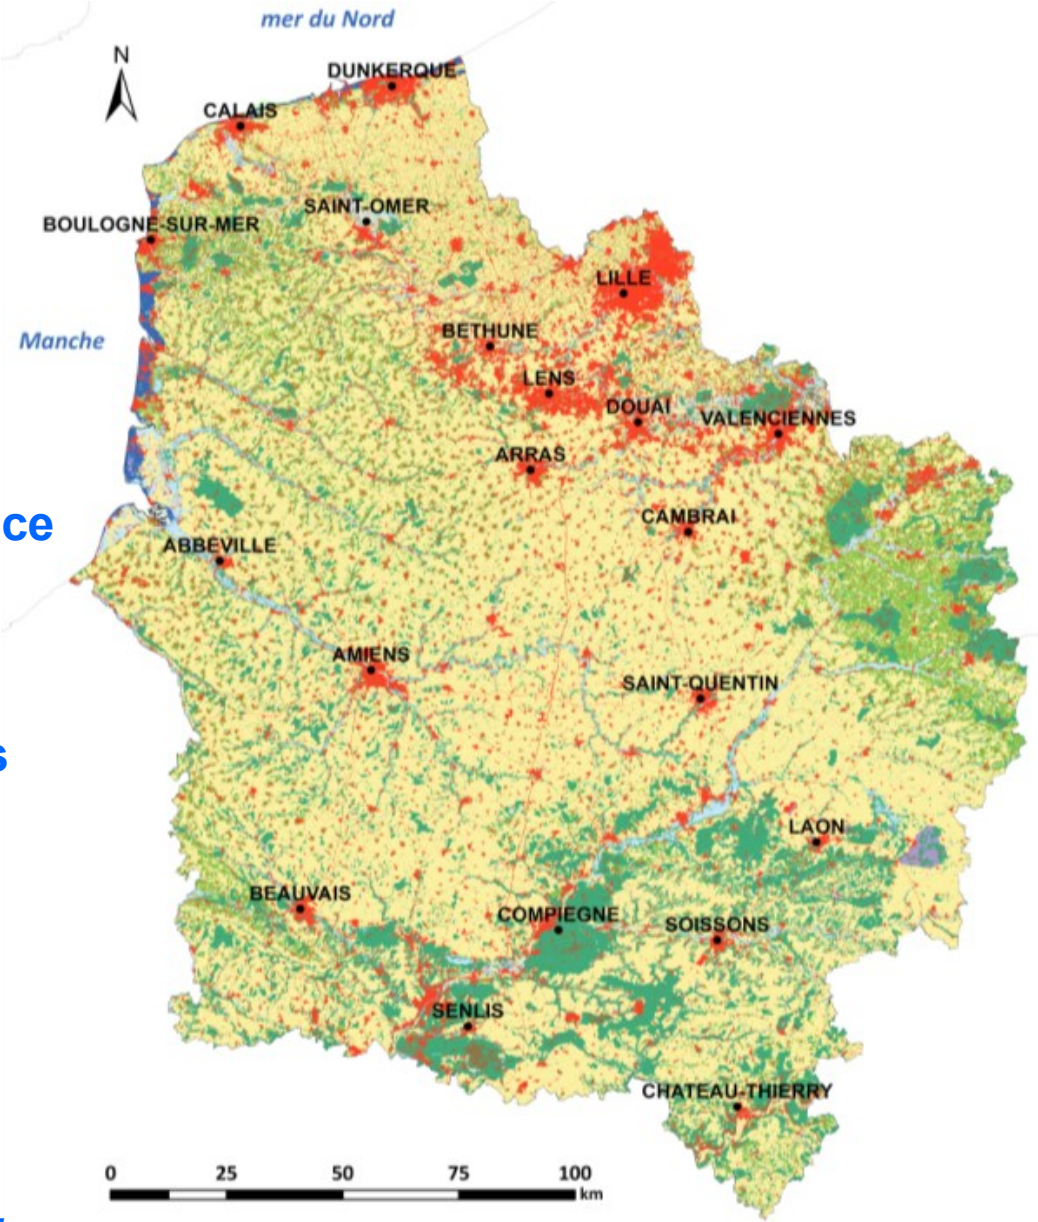 mer du Nord
N
DUNKERQUE
CALAIS
SAINT-OMER
BOULOGNE-SUR-MER
LILLE
Manche
BETHUNE
LENS
DOUAI
VALENCIENNES
ARRAS
ce
CAMBRAI
ABBEVILLE
AMIENS
SAINT-QUENTIN
s
LAON
BEAUVAIS
COMPIEGNE
SOISSONS
SENLIS
CHATEAU-THIERRY
0 25 50 75 100
km